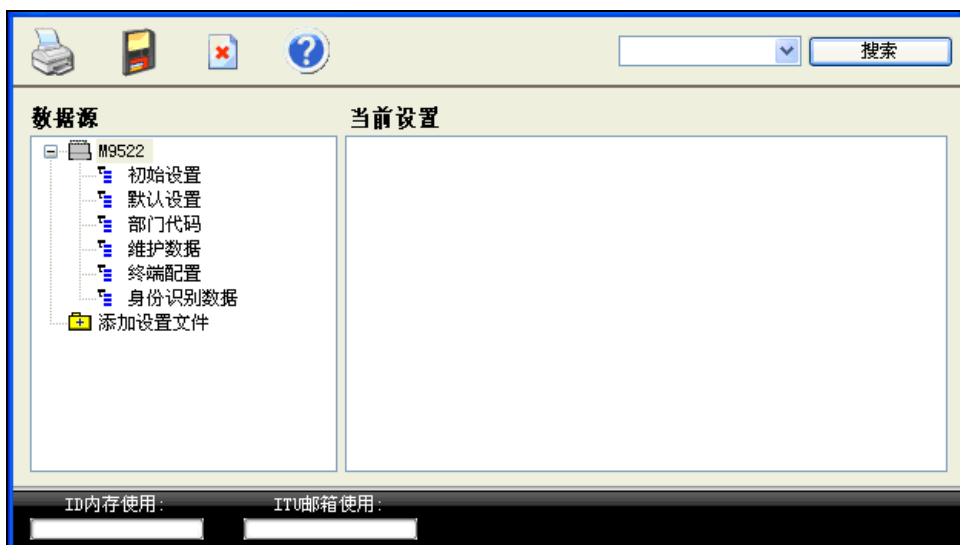 搜索
数据源
当前设置
M9522
初始设置
默认设置
部门代码
维护数据
终端配置
身份识别数据
添加设置文件
ID内存使用:
ITU邮箱使用: